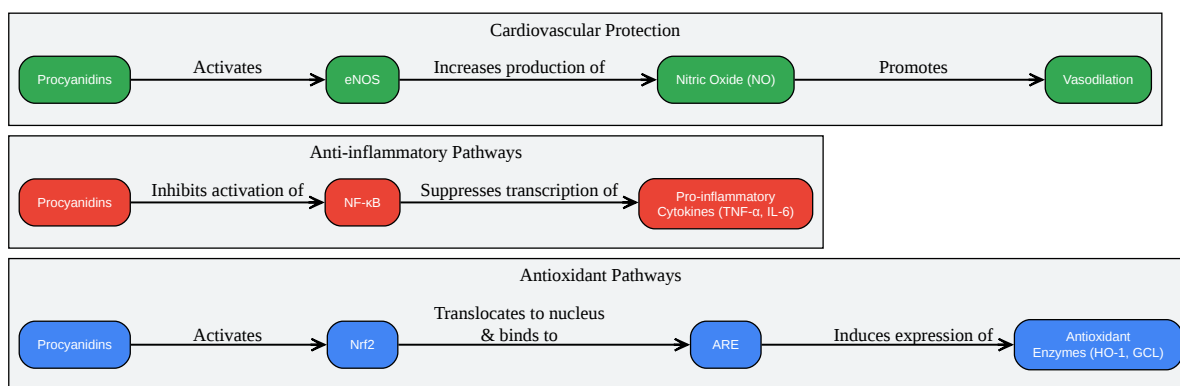 Cardiovascular Protection
Procyanidins
Activates
eNOS
Increases production of
Nitric Oxide (NO)
Promotes
Vasodilation
Anti-inflammatory Pathways
Procyanidins
Inhibits activation of
NF-κB
Suppresses transcription of
Pro-inflammatory
Cytokines (TNF-α, IL-6)
Antioxidant Pathways
Procyanidins
Activates
Nrf2
Translocates to nucleus
& binds to
ARE
Induces expression of
Antioxidant
Enzymes (HO-1, GCL)